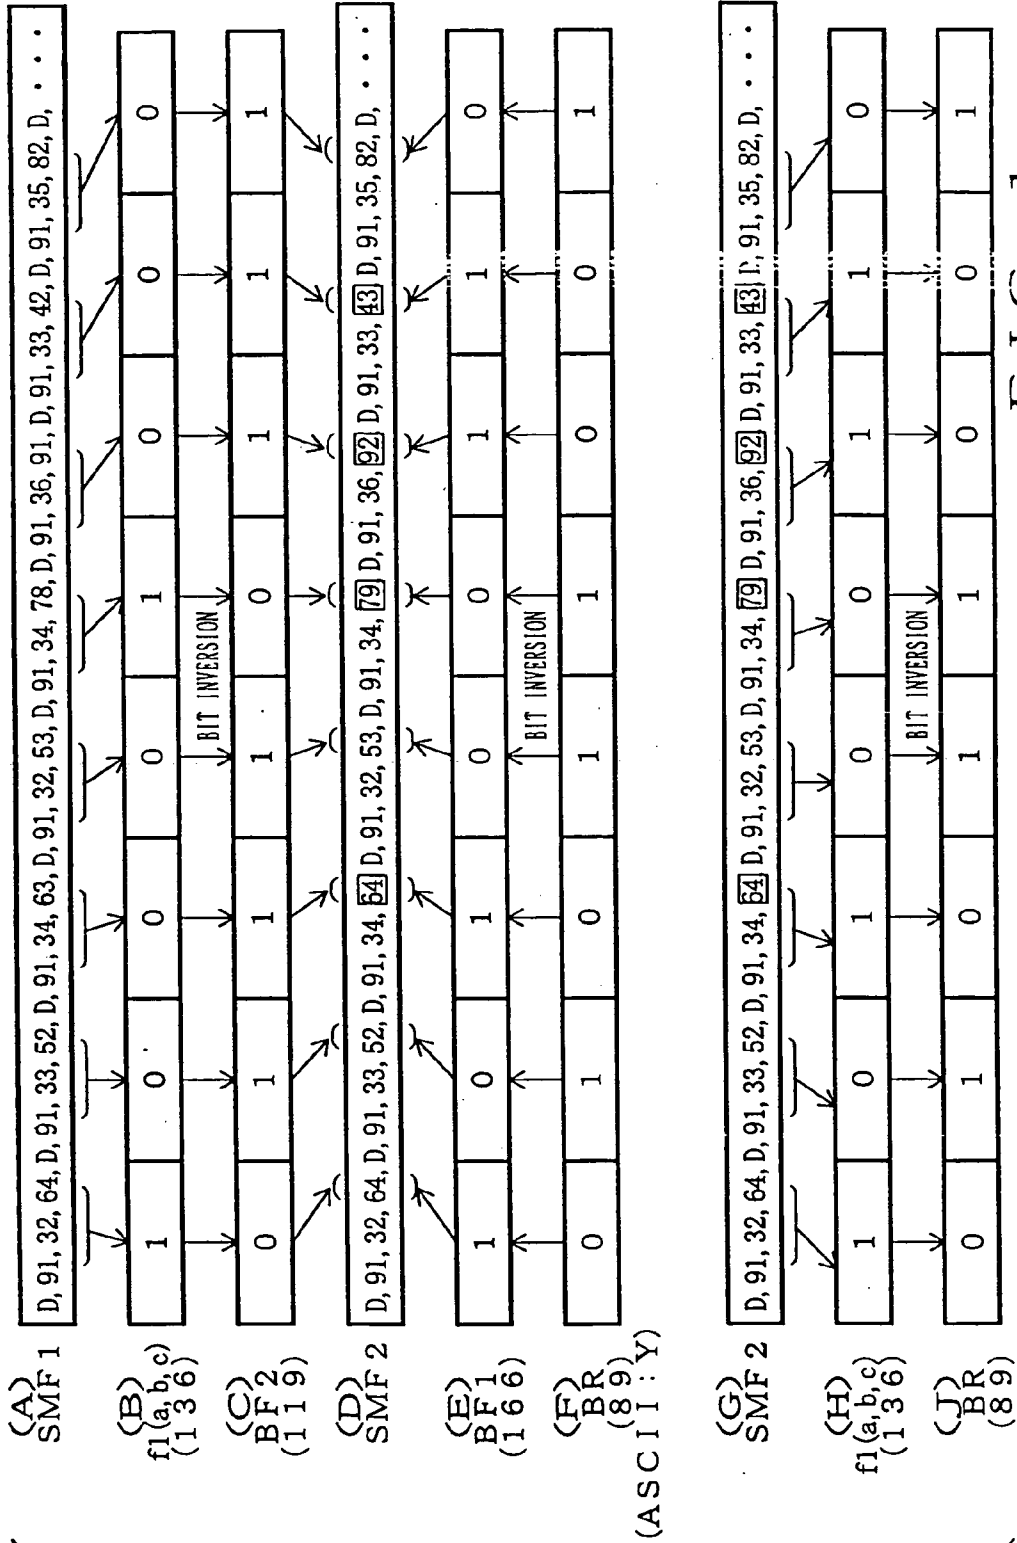 (A)
SMF 1
D, 91, 32, 64, D, 91, 33, 52, D, 91, 34, 63, D, 91, 32, 53, D, 91, 34, 78, D, 91, 36, 91, D, 91, 33, 42, D, 91, 35, 82, D, · · ·
(B)
f1(a, b, c)
(136)
1 0 0 0 1 0 0 0
BIT INVERSION
(C)
BF2
(119)
0 1 1 1 0 1 1 1
(D)
SMF 2
D, 91, 32, 64, D, 91, 33, 52, D, 91, 34, 64 D, 91, 32, 53, D, 91, 34, 79 D, 91, 36, 92 D, 91, 33, 43 D, 91, 35, 82, D, · · ·
(E)
BF1
(166)
1 0 1 0 0 1 1 0
BIT INVERSION
(F)
BR
(89)
(ASCII:Y)
0 1 0 1 1 0 0 1
(G)
SMF 2
D, 91, 32, 64, D, 91, 33, 52, D, 91, 34, 64 D, 91, 32, 53, D, 91, 34, 79 D, 91, 36, 92 D, 91, 33, 43 D, 91, 35, 82, D, · · ·
(H)
f1(a, b, c)
(136)
1 0 1 0 0 1 1 0
BIT INVERSION
(J)
BR
(89)
0 1 0 1 1 0 0 1